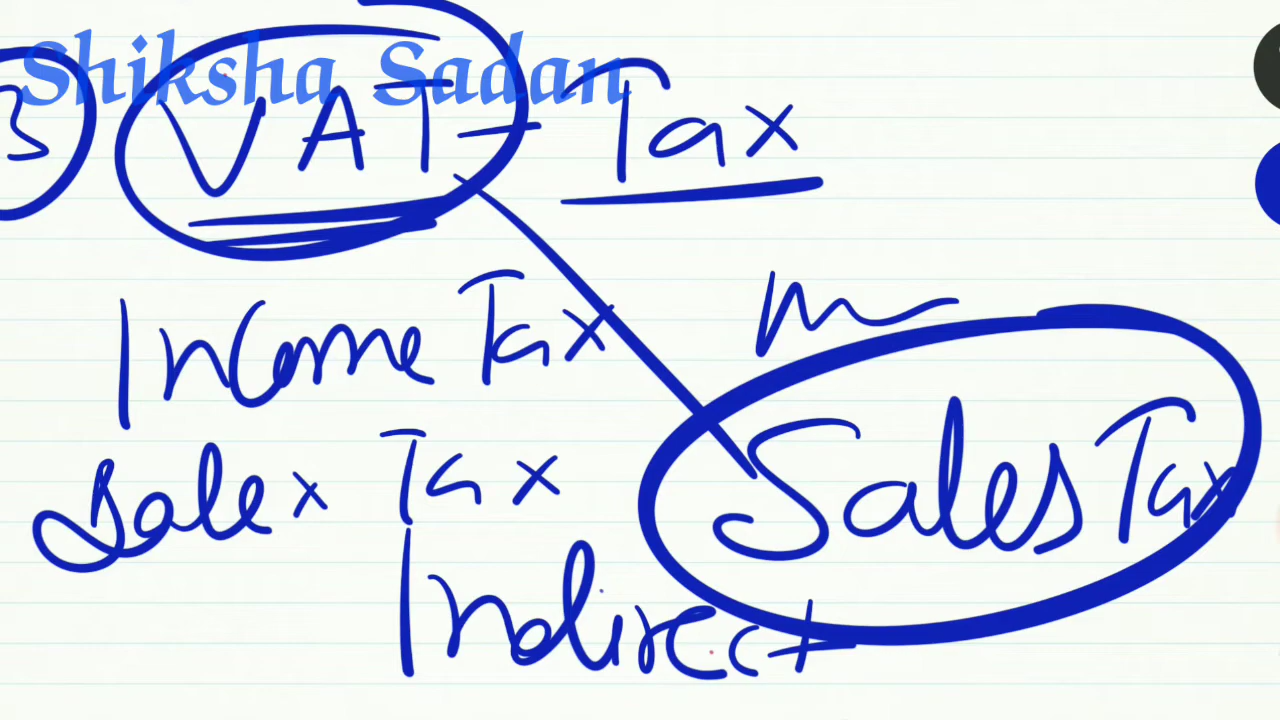 Shiksha Sadan
3 VAT - Tax
Income Tax
Sales Tax
Sale x Tax
Indirect